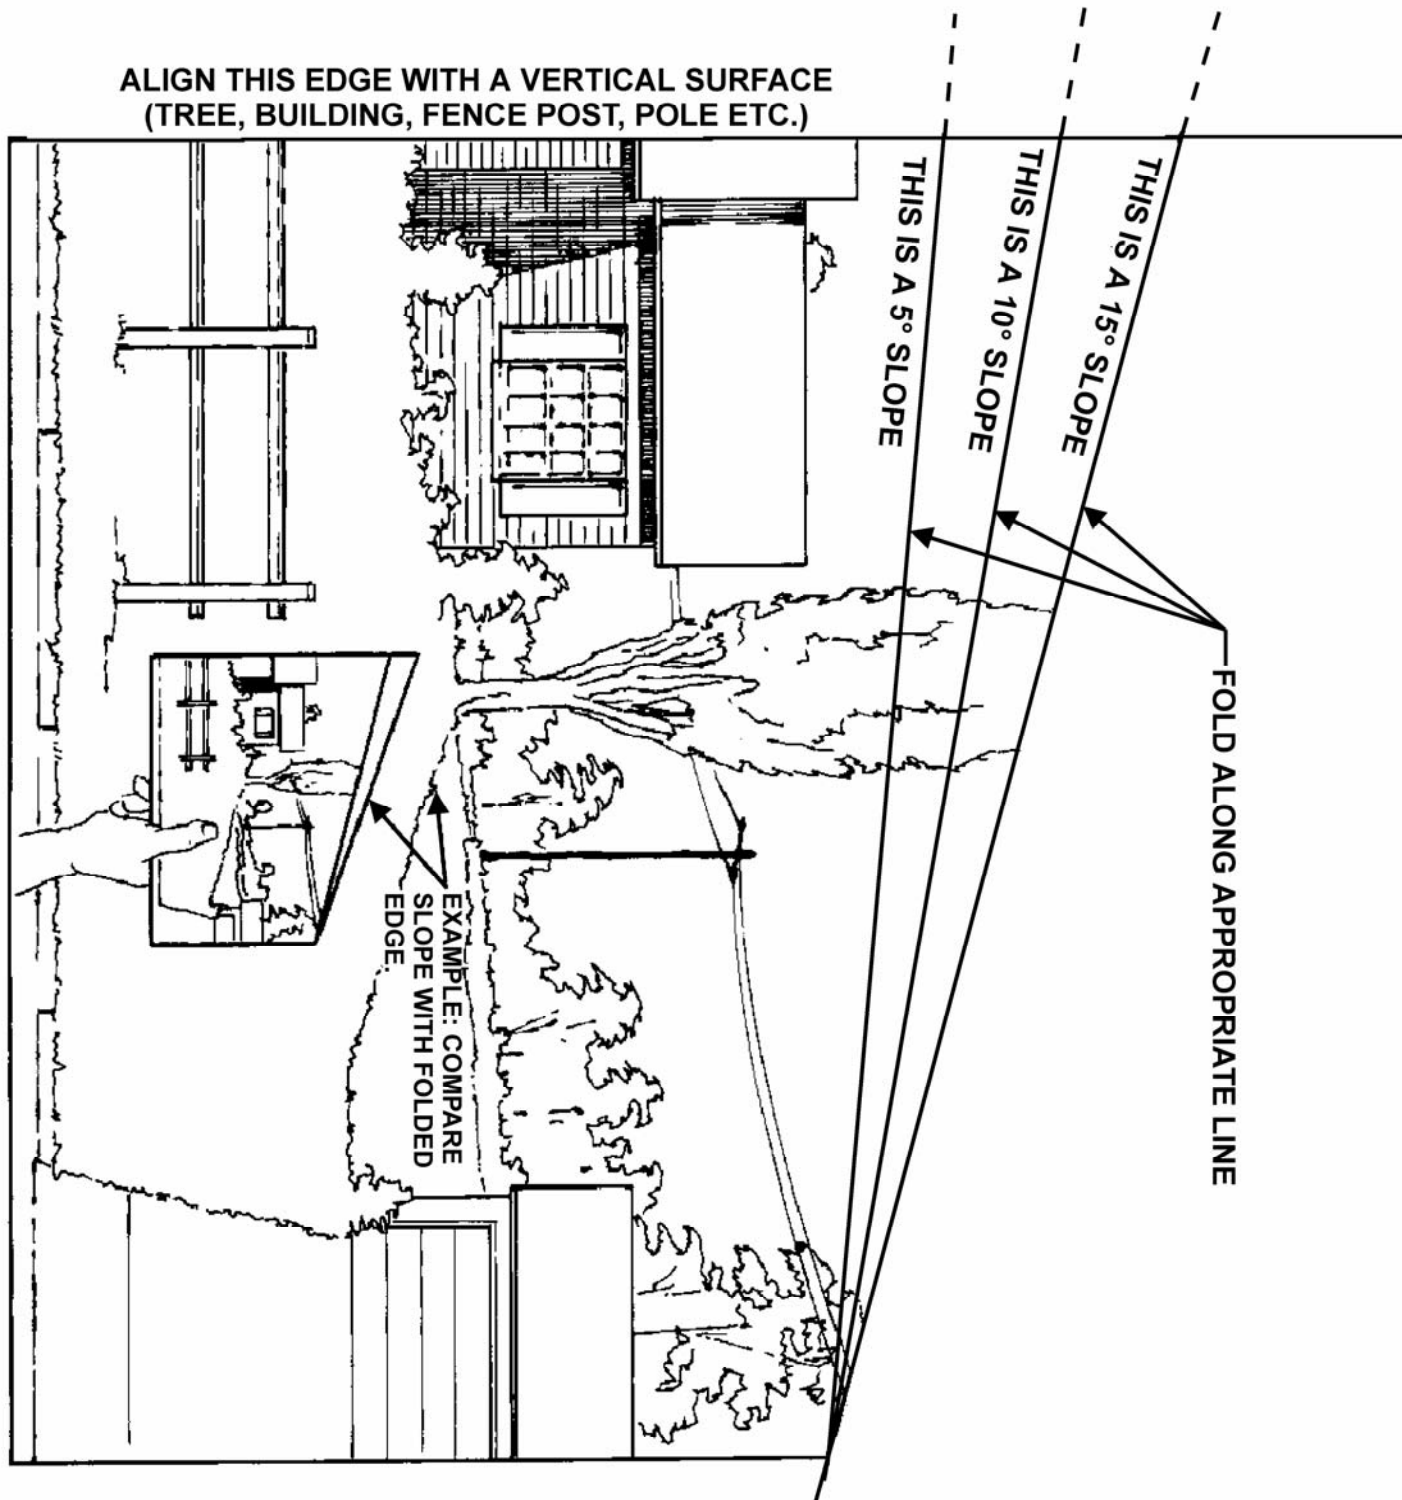 ALIGN THIS EDGE WITH A VERTICAL SURFACE
(TREE, BUILDING, FENCE POST, POLE ETC.)
THIS IS A 5° SLOPE
THIS IS A 10° SLOPE
THIS IS A 15° SLOPE
FOLD ALONG APPROPRIATE LINE
EXAMPLE: COMPARE
SLOPE WITH FOLDED
EDGE.